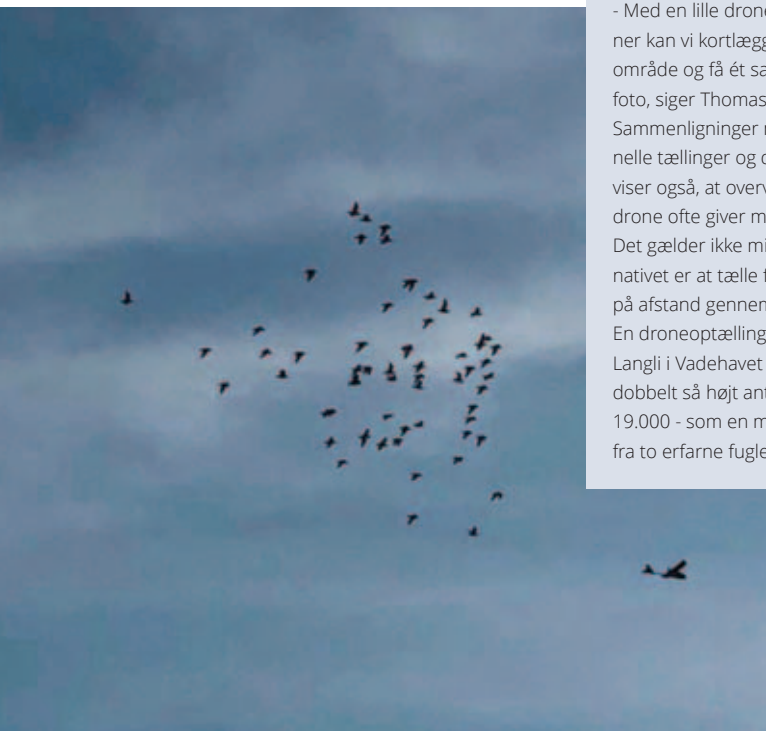 - Med en lille drone
ner kan vi kortlægg
område og få ét sa
foto, siger Thomas
Sammenligninger
nelle tællinger og
viser også, at overv
drone ofte giver m
Det gælder ikke mi
nativet er at tælle
på afstand gennen
En droneoptælling
Langli i Vadehavet
dobbelt så højt ant
19.000 - som en m
fra to erfarne fugle